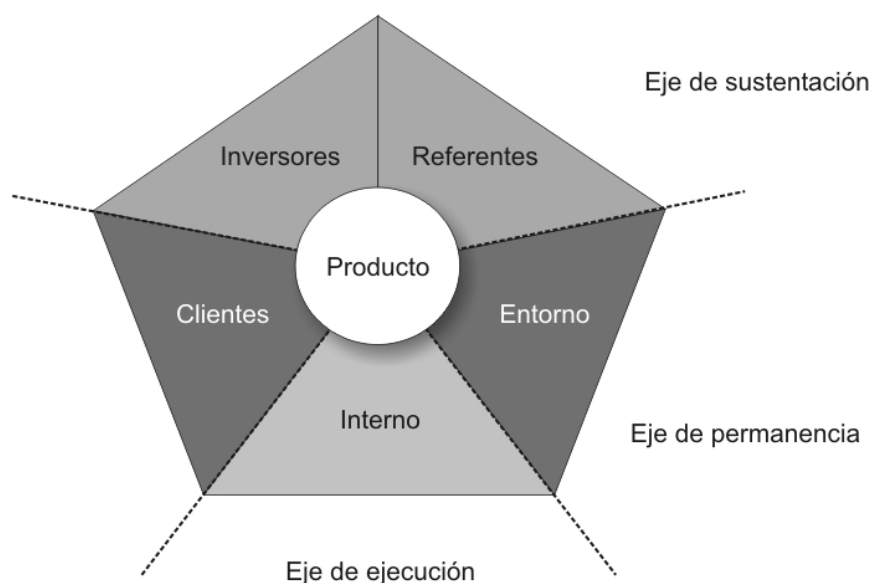 Eje de sustentación
Inversores
Referentes
Producto
Clientes
Entorno
Interno
Eje de permanencia
Eje de ejecución